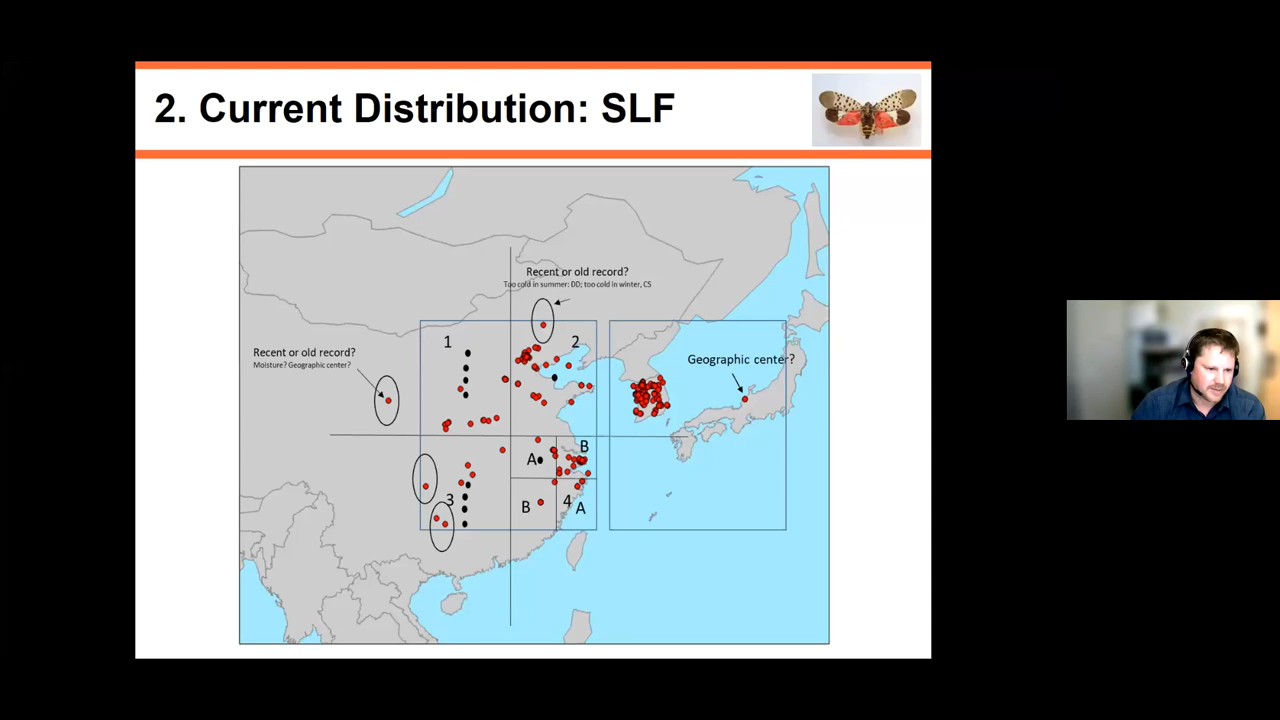 2. Current Distribution: SLF
Recent or old record?
Too cold in summer: DD; too cold in winter, CS
1
2
Recent or old record?
Moisture? Geographic center?
Geographic center?
A
B
3
B
4
A